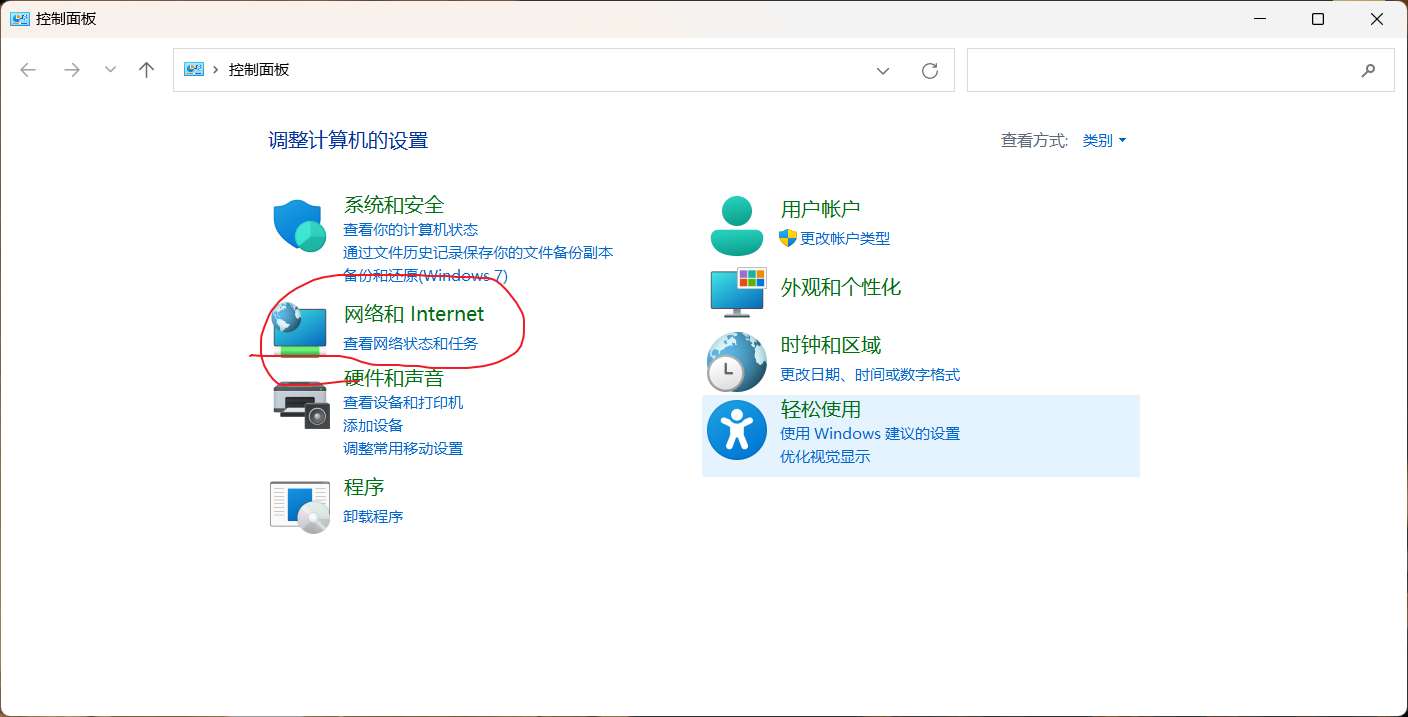 控制面板
控制面板
调整计算机的设置
查看方式: 类别
系统和安全
查看你的计算机状态
通过文件历史记录保存你的文件备份副本
备份和还原(Windows 7)
网络和 Internet
查看网络状态和任务
硬件和声音
查看设备和打印机
添加设备
调整常用移动设置
程序
卸载程序
用户帐户
更改帐户类型
外观和个性化
时钟和区域
更改日期、时间或数字格式
轻松使用
使用 Windows 建议的设置
优化视觉显示